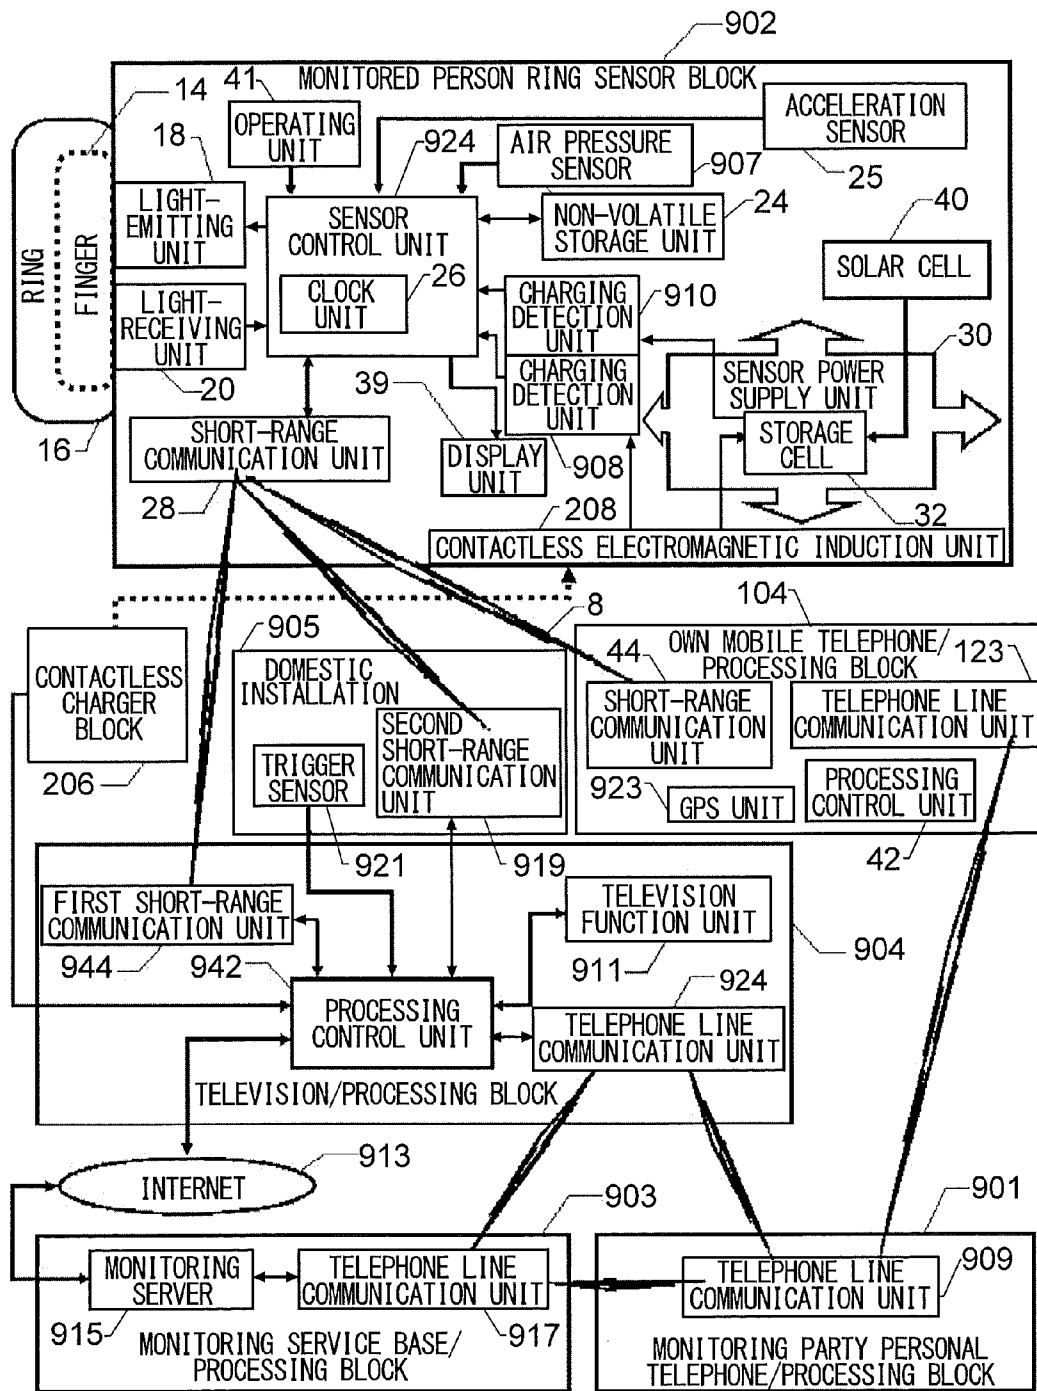 902
MONITORED PERSON RING SENSOR BLOCK
41
14
18
OPERATING
UNIT
924
AIR PRESSURE
SENSOR
907
ACCELERATION
SENSOR
25
LIGHT-
EMITTING
UNIT
SENSOR
CONTROL UNIT
NON-VOLATILE
STORAGE UNIT
24
40
SOLAR CELL
RING
FINGER
CLOCK
UNIT
26
CHARGING
DETECTION
UNIT
910
LIGHT-
RECEIVING
UNIT
20
39
CHARGING
DETECTION
UNIT
30
SENSOR POWER
SUPPLY UNIT
STORAGE
CELL
16
SHORT-RANGE
COMMUNICATION UNIT
DISPLAY
UNIT
908
28
208
32
CONTACTLESS ELECTROMAGNETIC INDUCTION UNIT
8
104
905
CONTACTLESS
CHARGER
BLOCK
206
DOMESTIC
INSTALLATION
SECOND
SHORT-RANGE
COMMUNICATION
UNIT
TRIGGER
SENSOR
921
919
OWN MOBILE TELEPHONE/
PROCESSING BLOCK
44
123
SHORT-RANGE
COMMUNICATION
UNIT
TELEPHONE LINE
COMMUNICATION UNIT
923
GPS UNIT
PROCESSING
CONTROL UNIT
42
FIRST SHORT-RANGE
COMMUNICATION UNIT
944
942
TELEVISION
FUNCTION UNIT
911
904
924
PROCESSING
CONTROL UNIT
TELEPHONE LINE
COMMUNICATION UNIT
TELEVISION/PROCESSING BLOCK
913
INTERNET
903
901
MONITORING
SERVER
915
TELEPHONE LINE
COMMUNICATION UNIT
917
TELEPHONE LINE
COMMUNICATION UNIT
909
MONITORING SERVICE BASE/
PROCESSING BLOCK
MONITORING PARTY PERSONAL
TELEPHONE/PROCESSING BLOCK